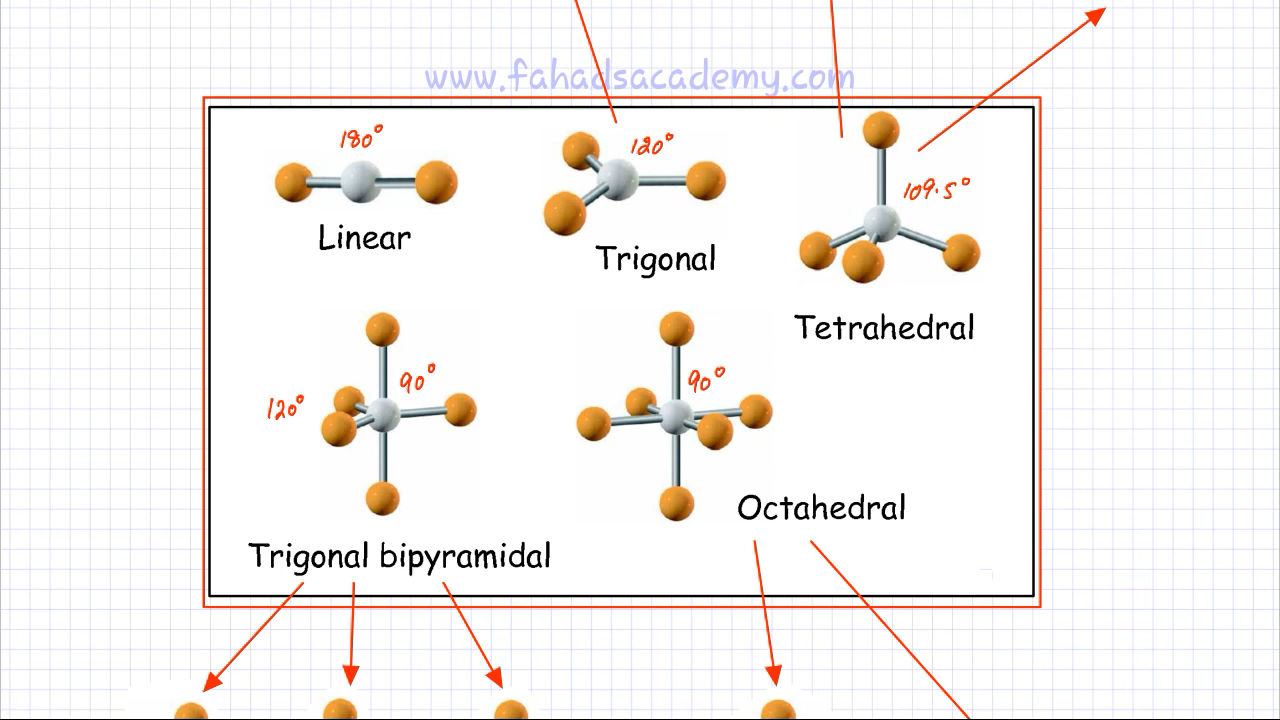 www.fahadsacademy.com
180°
Linear
120°
Trigonal
109.5°
Tetrahedral
120°
90°
Trigonal bipyramidal
90°
Octahedral